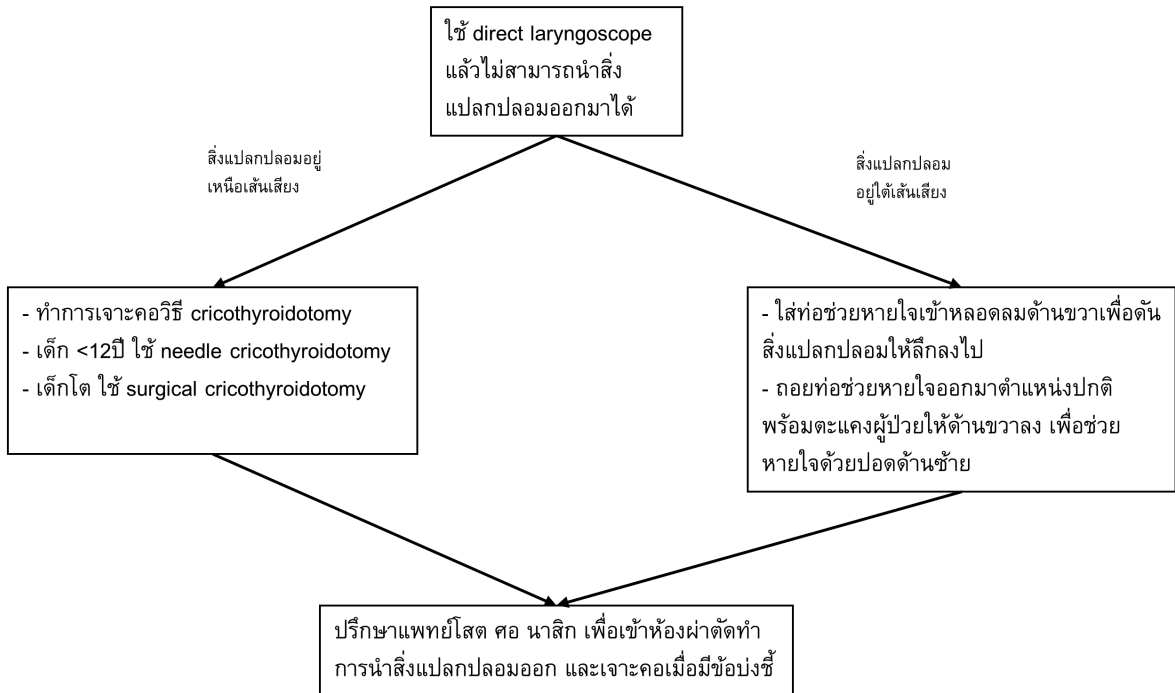 ใช้ direct laryngoscope
แล้วไม่สามารถนำสิ่ง
แปลกปลอมออกมาได้
สิ่งแปลกปลอมอยู่
เหนือเส้นเสียง
สิ่งแปลกปลอม
อยู่ใต้เส้นเสียง
- ทำการเจาะคอวิธี cricothyroidotomy
- เด็ก <12ปี ใช้ needle cricothyroidotomy
- เด็กโต ใช้ surgical cricothyroidotomy
- ใส่ท่อช่วยหายใจเข้าหลอดลมด้านขวาเพื่อดัน
สิ่งแปลกปลอมให้ลึกลงไป
- ถอยท่อช่วยหายใจออกมาตำแหน่งปกติ
พร้อมตะแคงผู้ป่วยให้ด้านขวาลง เพื่อช่วย
หายใจด้วยปอดด้านซ้าย
ปรึกษาแพทย์โสต ศอ นาสิก เพื่อเข้าห้องผ่าตัดทำ
การนำสิ่งแปลกปลอมออก และเจาะคอเมื่อมีข้อบ่งชี้